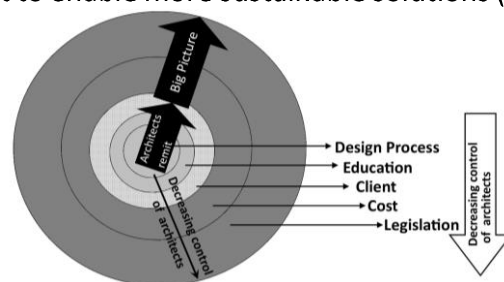 t to enable more sustainable solutions (
Big Picture
Architects
remit
Design Process
Education
Client
Cost
Legislation
Decreasing control
of architects
Decreasing control
of architects